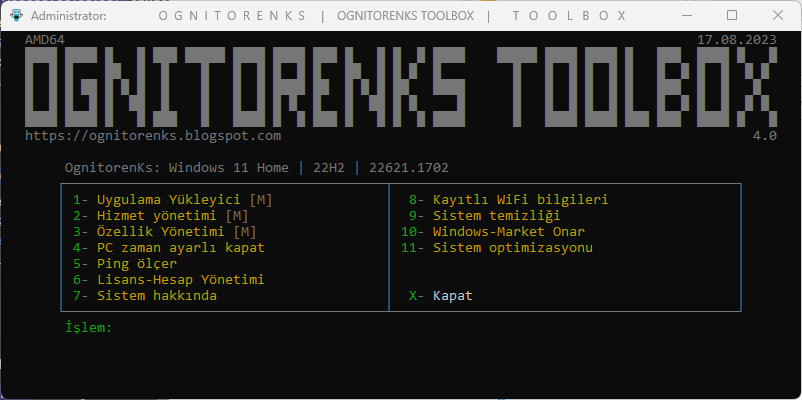 Administrator: O G N I T O R E N K S | OGNITORENKS TOOLBOX | T O O L B O X
AMD64 17.08.2023
OGNITORENKS TOOLBOX
https://ognitorenks.blogspot.com 4.0
OgnitorenKs: Windows 11 Home | 22H2 | 22621.1702
1- Uygulama Yükleyici [M]
2- Hizmet yönetimi [M]
3- Özellik Yönetimi [M]
4- PC zaman ayarlı kapat
5- Ping ölçer
6- Lisans-Hesap Yönetimi
7- Sistem hakkında
8- Kayıtlı WiFi bilgileri
9- Sistem temizliği
10- Windows-Market Onar
11- Sistem optimizasyonu
X- Kapat
İşlem: